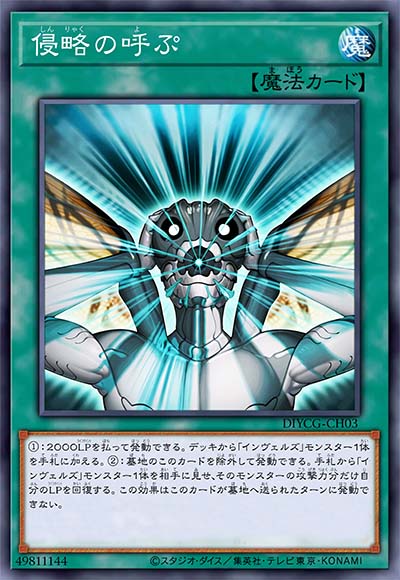 侵略の呼ぷ
魔
【魔法カード】
DIYCG-CH03
①：2000LPを払って発動できる。デッキから｢インヴェルズ｣モンスター1体
を手札に加える。②：墓地のこのカードを除外して発動できる。手札から｢イ
ンヴェルズ｣モンスター1体を相手に見せ、そのモンスターの攻撃力分だけ自
分のLPを回復する。この効果はこのカードが墓地へ送られたターンに発動で
きない。
49811144
©スタジオ・ダイス／集英社・テレビ東京・KONAMI